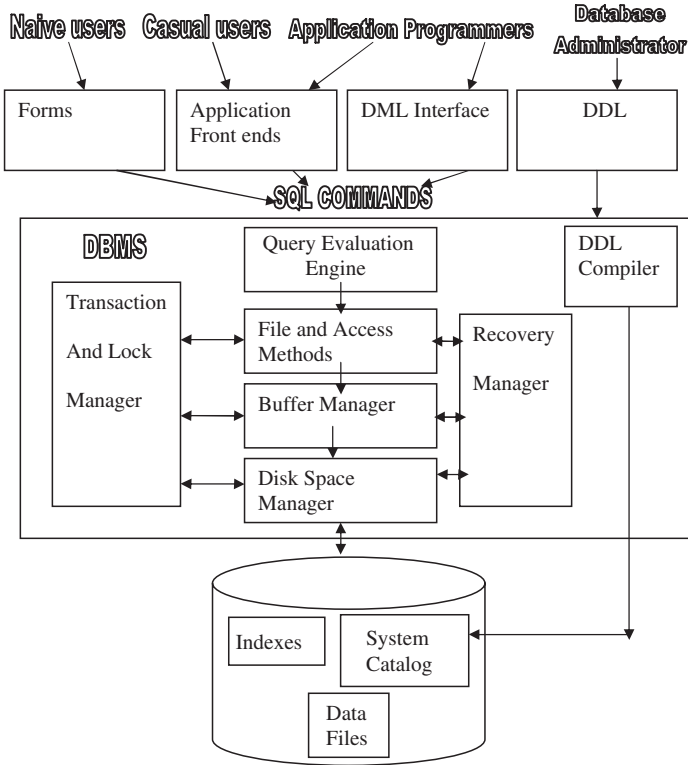 Naive users
Casual users
Application Programmers
Database
Administrator
Forms
Application
Front ends
DML Interface
DDL
SQL COMMANDS
DBMS
Query Evaluation
Engine
DDL
Compiler
Transaction
And Lock
Manager
File and Access
Methods
Recovery
Manager
Buffer Manager
Disk Space
Manager
Indexes
System
Catalog
Data
Files